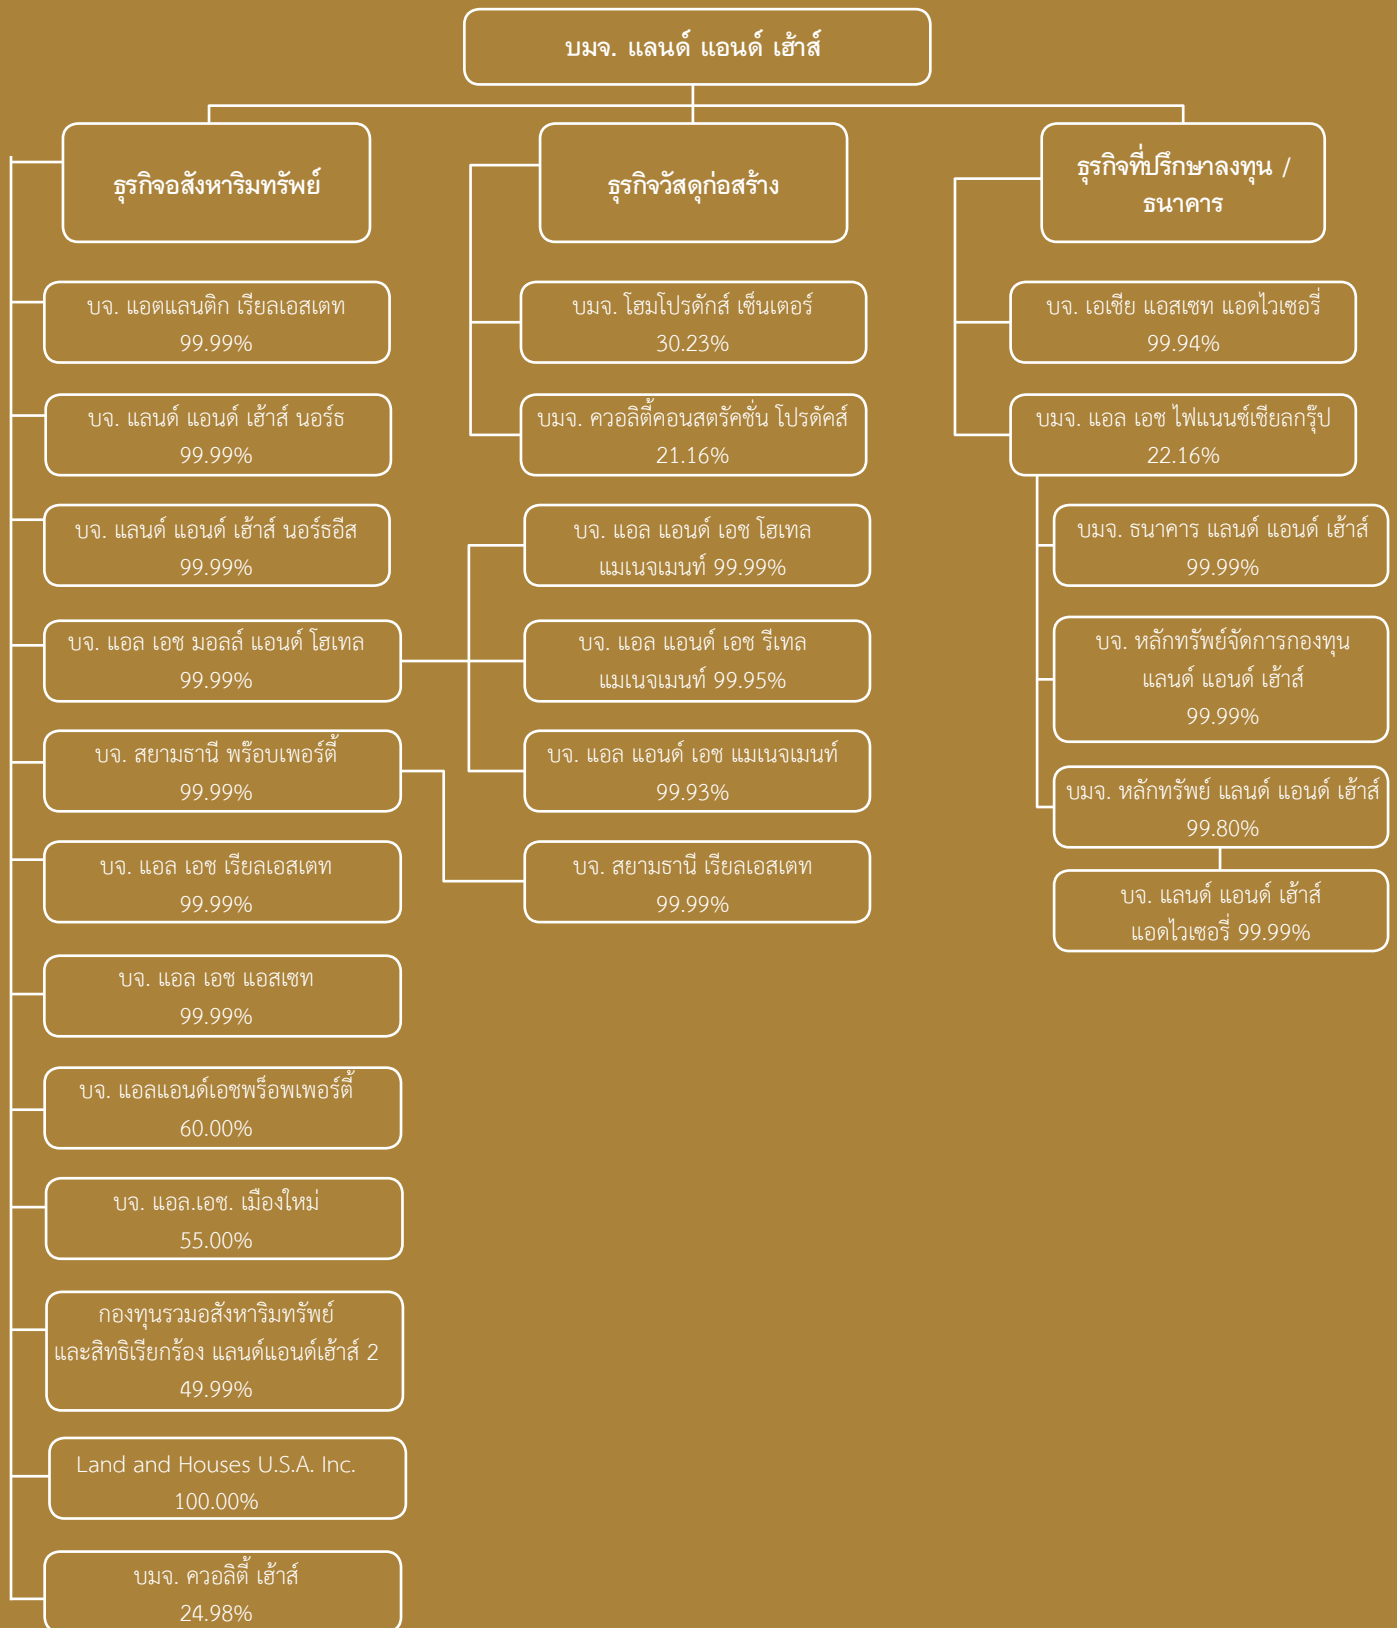 บมจ. แลนด์ แอนด์ เฮ้าส์
ธุรกิจอสังหาริมทรัพย์
บจ. แอตแลนติก เรียลเอสเตท
99.99%
บจ. แลนด์ แอนด์ เฮ้าส์ นอร์ธ
99.99%
บจ. แลนด์ แอนด์ เฮ้าส์ นอร์ธอีส
99.99%
บจ. แอล เอช มอลล์ แอนด์ โฮเทล
99.99%
บจ. สยามธานี พร๊อบเพอร์ตี้
99.99%
บจ. แอล เอช เรียลเอสเตท
99.99%
บจ. แอล เอช แอสเซท
99.99%
บจ. แอลแอนด์เอชพร็อพเพอร์ตี้
60.00%
บจ. แอล.เอช. เมืองใหม่
55.00%
กองทุนรวมอสังหาริมทรัพย์
และสิทธิเรียกร้อง แลนด์แอนด์เฮ้าส์ 2
49.99%
Land and Houses U.S.A. Inc.
100.00%
บมจ. ควอลิตี้ เฮ้าส์
24.98%
ธุรกิจวัสดุก่อสร้าง
บมจ. โฮมโปรดักส์ เซ็นเตอร์
30.23%
บมจ. ควอลิตี้คอนสตรัคชั่น โปรดัคส์
21.16%
บจ. แอล แอนด์ เอช โฮเทล
แมเนจเมนท์ 99.99%
บจ. แอล แอนด์ เอช รีเทล
แมเนจเมนท์ 99.95%
บจ. แอล แอนด์ เอช แมเนจเมนท์
99.93%
บจ. สยามธานี เรียลเอสเตท
99.99%
ธุรกิจที่ปรึกษาลงทุน /
ธนาคาร
บจ. เอเชีย แอสเซท แอดไวเซอรี่
99.94%
บมจ. แอล เอช ไฟแนนซ์เชียลกรุ๊ป
22.16%
บมจ. ธนาคาร แลนด์ แอนด์ เฮ้าส์
99.99%
บจ. หลักทรัพย์จัดการกองทุน
แลนด์ แอนด์ เฮ้าส์
99.99%
บมจ. หลักทรัพย์ แลนด์ แอนด์ เฮ้าส์
99.80%
บจ. แลนด์ แอนด์ เฮ้าส์
แอดไวเซอรี่ 99.99%